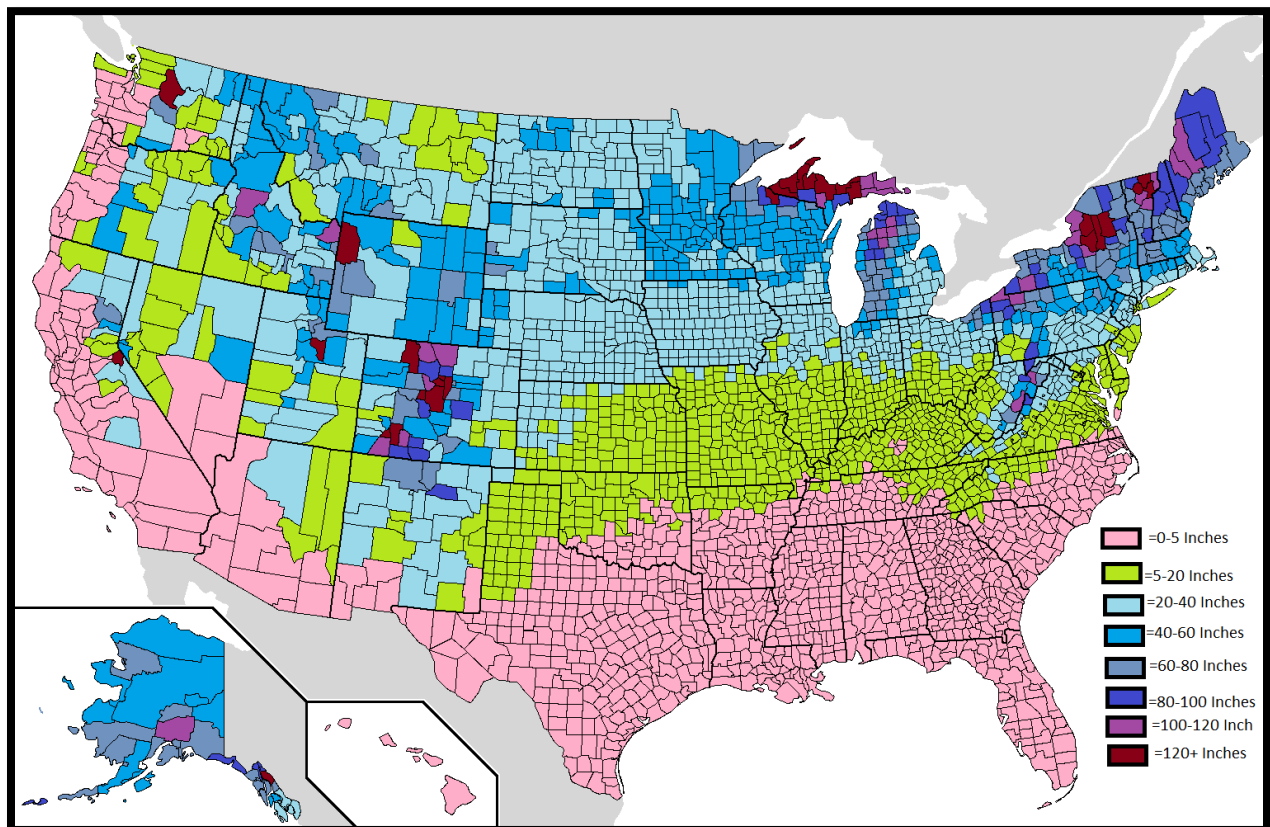 =0-5 Inches
=5-20 Inches
=20-40 Inches
=40-60 Inches
=60-80 Inches
=80-100 Inches
=100-120 Inch
=120+ Inches